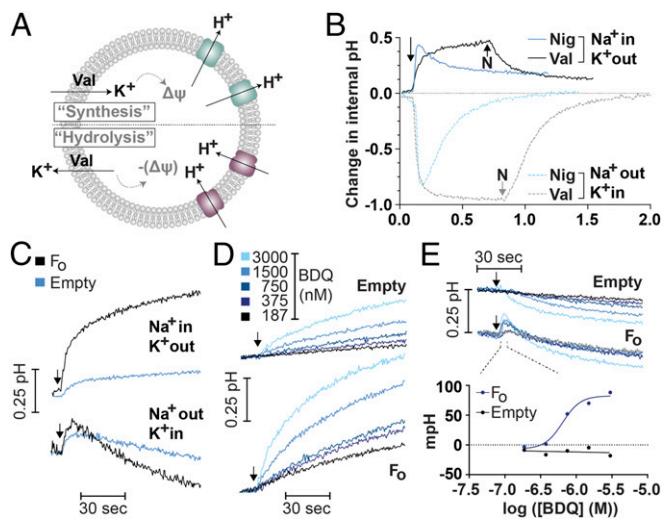 A
H+
Val
K+
Δψ
H+
"Synthesis"
"Hydrolysis"
Val
K+
-(Δψ)
H+
H+
B
Change in internal pH
0.5
0.0
-0.5
-1.0
0.0
0.5
1.0
1.5
2.0
N
N
Nig
Val
Na+ in
K+ out
Nig
Val
Na+ out
K+ in
C
Fo
Empty
Na+ in
K+ out
0.25 pH
Na+ out
K+ in
30 sec
D
3000
1500
750
375
187
BDQ
(nM)
Empty
0.25 pH
Fo
30 sec
E
30 sec
Empty
0.25 pH
Fo
mpH
100
50
0
-50
Fo
Empty
-7.5
-7.0
-6.5
-6.0
-5.5
-5.0
log ([BDQ] (M))